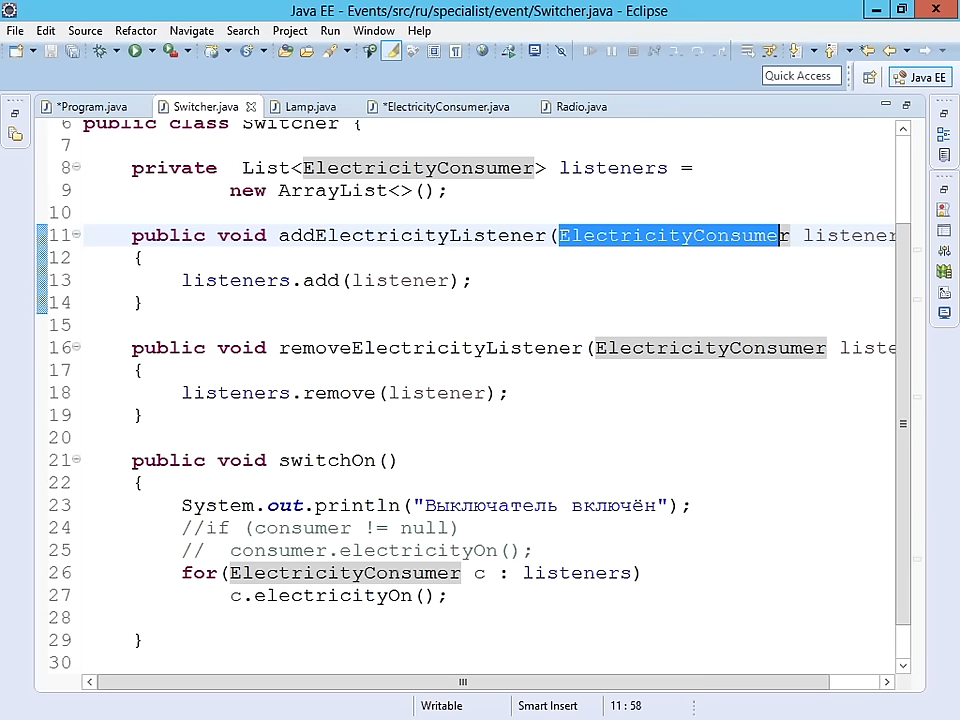 Java EE - Events/src/ru/specialist/event/Switcher.java - Eclipse
File Edit Source Refactor Navigate Search Project Run Window Help
Quick Access
Java EE
*Program.java Switcher.java Lamp.java *ElectricityConsumer.java Radio.java
6 public class Switcher {
7
8 private List<ElectricityConsumer> listeners =
9 new ArrayList<>();
10
11 public void addElectricityListener(ElectricityConsumer listener
12 {
13 listeners.add(listener);
14 }
15
16 public void removeElectricityListener(ElectricityConsumer liste
17 {
18 listeners.remove(listener);
19 }
20
21 public void switchOn()
22 {
23 System.out.println("Выключатель включён");
24 //if (consumer != null)
25 // consumer.electricityOn();
26 for(ElectricityConsumer c : listeners)
27 c.electricityOn();
28
29 }
30
Writable Smart Insert 11 : 58